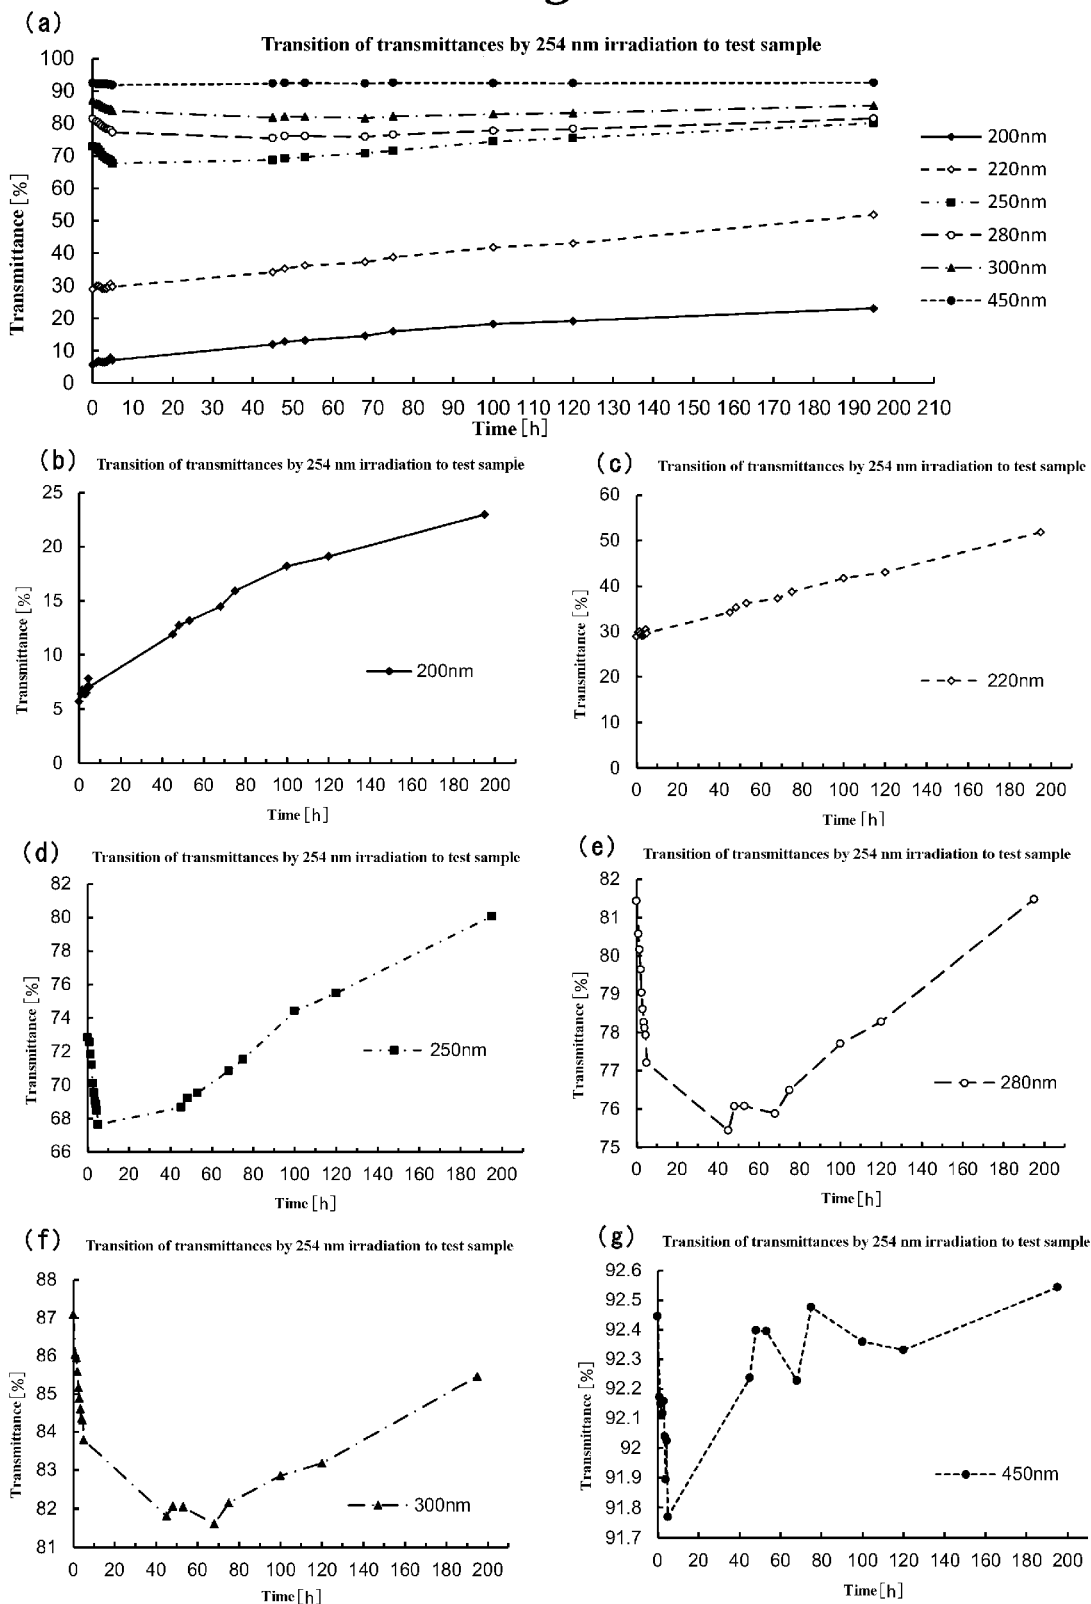 g
(a)
Transition of transmittances by 254 nm irradiation to test sample
Transmittance [%]
100
90
80
70
60
50
40
30
20
10
0
0 10 20 30 40 50 60 70 80 90 100 110 120 130 140 150 160 170 180 190 200 210
Time [h]
200nm
220nm
250nm
280nm
300nm
450nm
(b) Transition of transmittances by 254 nm irradiation to test sample
Transmittance [%]
25
20
15
10
5
0
0 20 40 60 80 100 120 140 160 180 200
Time [h]
200nm
(c) Transition of transmittances by 254 nm irradiation to test sample
Transmittance [%]
60
50
40
30
20
10
0
0 20 40 60 80 100 120 140 160 180 200
Time [h]
220nm
(d) Transition of transmittances by 254 nm irradiation to test sample
Transmittance [%]
82
80
78
76
74
72
70
68
66
0 20 40 60 80 100 120 140 160 180 200
Time [h]
250nm
(e) Transition of transmittances by 254 nm irradiation to test sample
Transmittance [%]
82
81
80
79
78
77
76
75
0 20 40 60 80 100 120 140 160 180 200
Time [h]
280nm
(f) Transition of transmittances by 254 nm irradiation to test sample
Transmittance [%]
88
87
86
85
84
83
82
81
0 20 40 60 80 100 120 140 160 180 200
Time [h]
300nm
(g) Transition of transmittances by 254 nm irradiation to test sample
Transmittance [%]
92.6
92.5
92.4
92.3
92.2
92.1
92
91.9
91.8
91.7
0 20 40 60 80 100 120 140 160 180 200
Time [h]
450nm